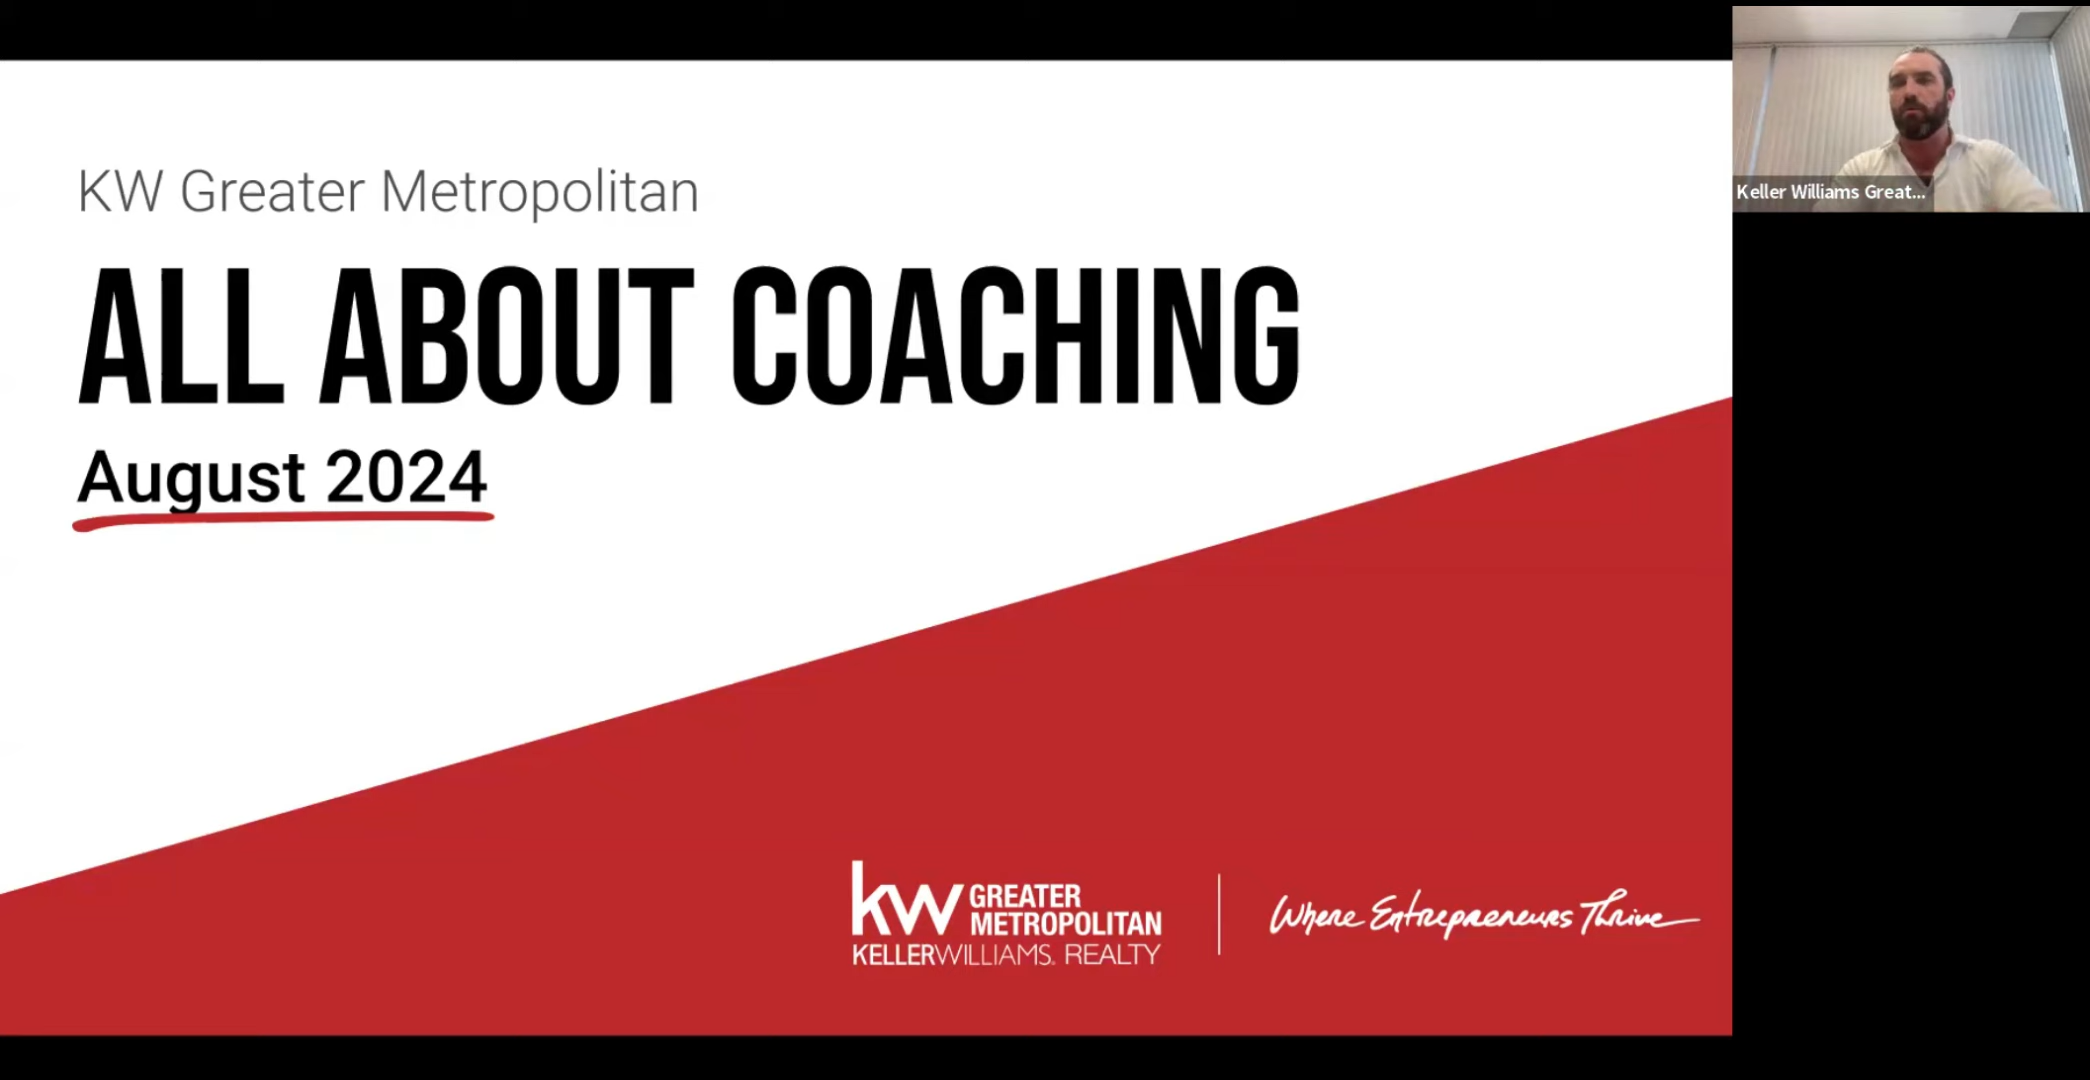 KW Greater Metropolitan
ALL ABOUT COACHING
August 2024
kw GREATER
METROPOLITAN
KELLERWILLIAMS. REALTY
Where Entrepreneurs Thrive
Keller Williams Great...